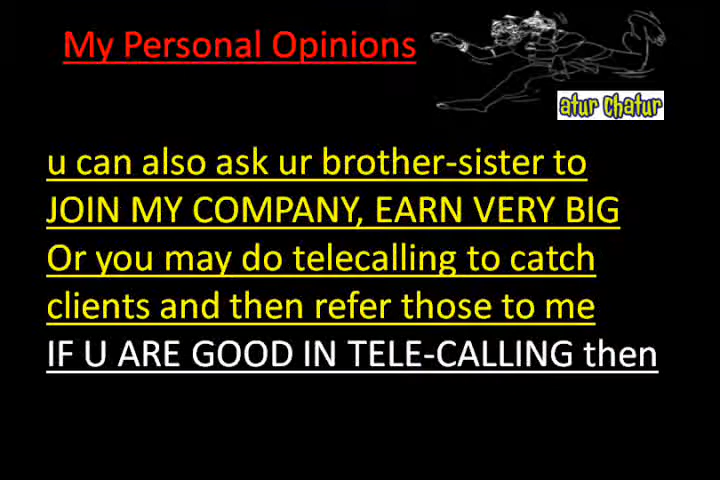 My Personal Opinions
atur chatur
u can also ask ur brother-sister to
JOIN MY COMPANY, EARN VERY BIG
Or you may do telecalling to catch
clients and then refer those to me
IF U ARE GOOD IN TELE-CALLING then